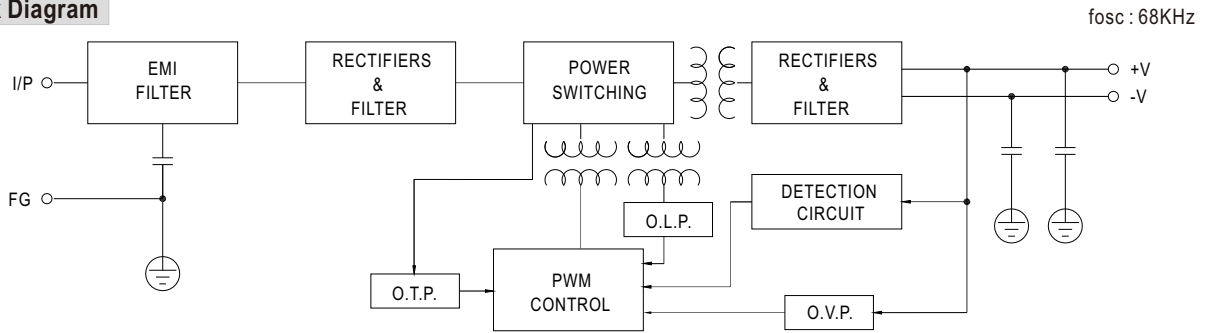 Diagram
fosc : 68KHz
I/P
EMI
FILTER
RECTIFIERS
&
FILTER
POWER
SWITCHING
RECTIFIERS
&
FILTER
+V
-V
FG
DETECTION
CIRCUIT
O.L.P.
O.T.P.
PWM
CONTROL
O.V.P.